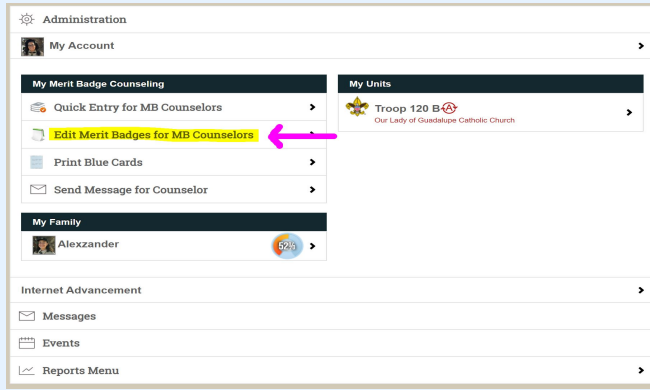 Administration
My Account
My Merit Badge Counseling
Quick Entry for MB Counselors
Edit Merit Badges for MB Counselors
Print Blue Cards
Send Message for Counselor
My Family
Alexzander
52%
My Units
Troop 120 B A
Our Lady of Guadalupe Catholic Church
Internet Advancement
Messages
Events
Reports Menu